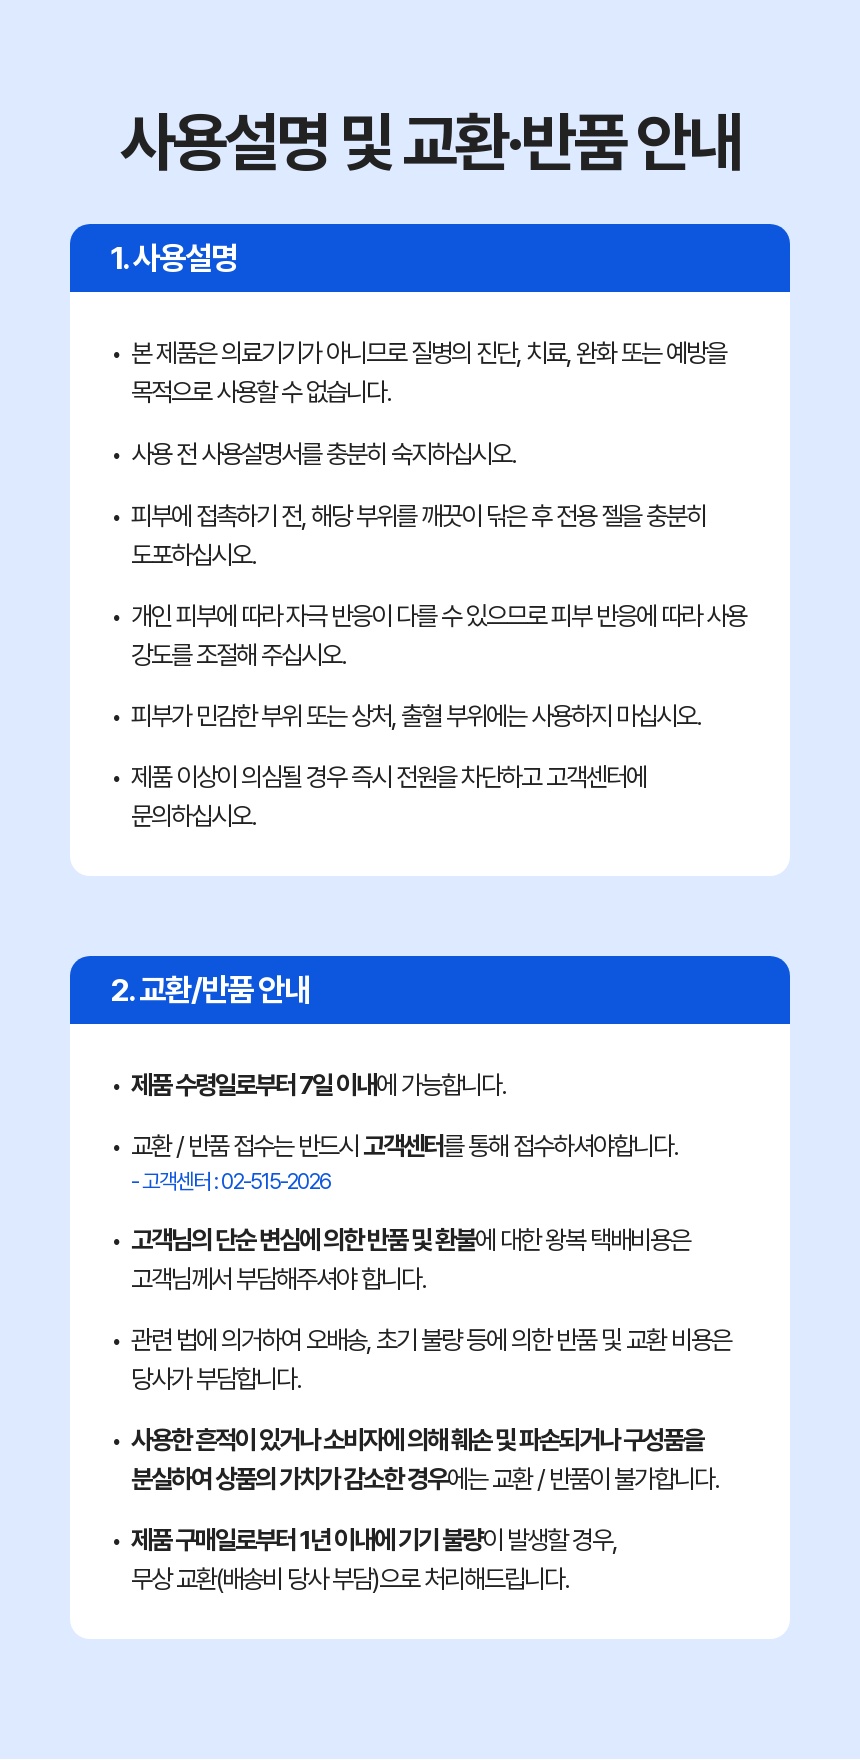 사용설명 및 교환·반품 안내
1. 사용설명
• 본 제품은 의료기기가 아니므로 질병의 진단, 치료, 완화 또는 예방을
목적으로 사용할 수 없습니다.
• 사용 전 사용설명서를 충분히 숙지하십시오.
• 피부에 접촉하기 전, 해당 부위를 깨끗이 닦은 후 전용 젤을 충분히
도포하십시오.
• 개인 피부에 따라 자극 반응이 다를 수 있으므로 피부 반응에 따라 사용
강도를 조절해 주십시오.
• 피부가 민감한 부위 또는 상처, 출혈 부위에는 사용하지 마십시오.
• 제품 이상이 의심될 경우 즉시 전원을 차단하고 고객센터에
문의하십시오.
2. 교환/반품 안내
• 제품 수령일로부터 7일 이내에 가능합니다.
• 교환 / 반품 접수는 반드시 고객센터를 통해 접수하셔야합니다.
- 고객센터 : 02-515-2026
• 고객님의 단순 변심에 의한 반품 및 환불에 대한 왕복 택배비용은
고객님께서 부담해주셔야 합니다.
• 관련 법에 의거하여 오배송, 초기 불량 등에 의한 반품 및 교환 비용은
당사가 부담합니다.
• 사용한 흔적이 있거나 소비자에 의해 훼손 및 파손되거나 구성품을
분실하여 상품의 가치가 감소한 경우에는 교환 / 반품이 불가합니다.
• 제품 구매일로부터 1년 이내에 기기 불량이 발생할 경우,
무상 교환(배송비 당사 부담)으로 처리해드립니다.